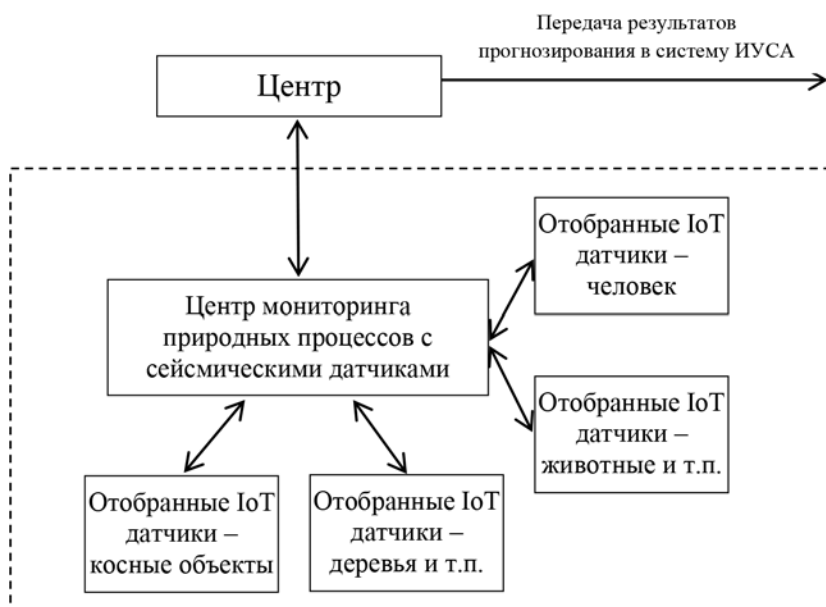 Передача результатов
прогнозирования в систему ИУСА
Центр
Отобранные IoT
датчики –
человек
Центр мониторинга
природных процессов с
сейсмическими датчиками
Отобранные IoT
датчики –
животные и т.п.
Отобранные IoT
датчики –
косные объекты
Отобранные IoT
датчики –
деревья и т.п.